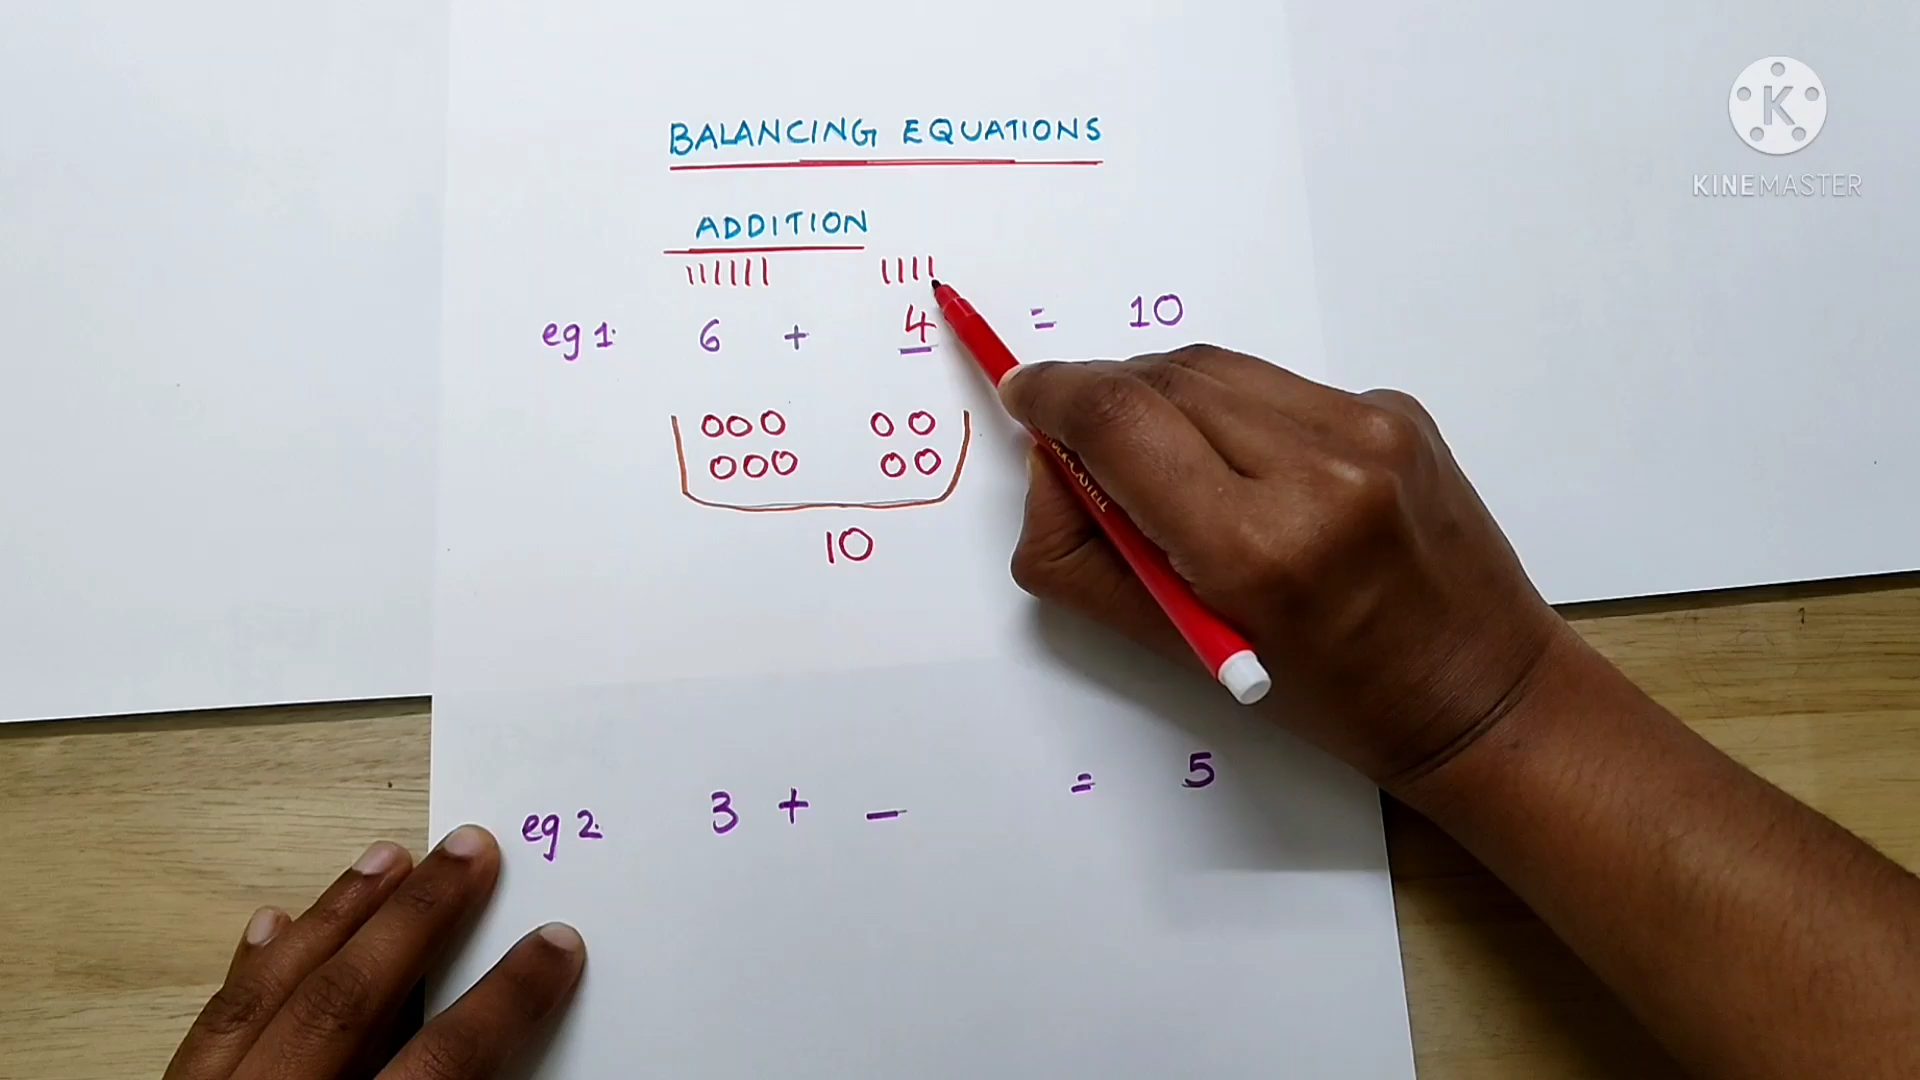 BALANCING EQUATIONS
ADDITION
eg 1. 6 + 4 = 10
10
eg 2. 3 + _ = 5
K
KINEMASTER